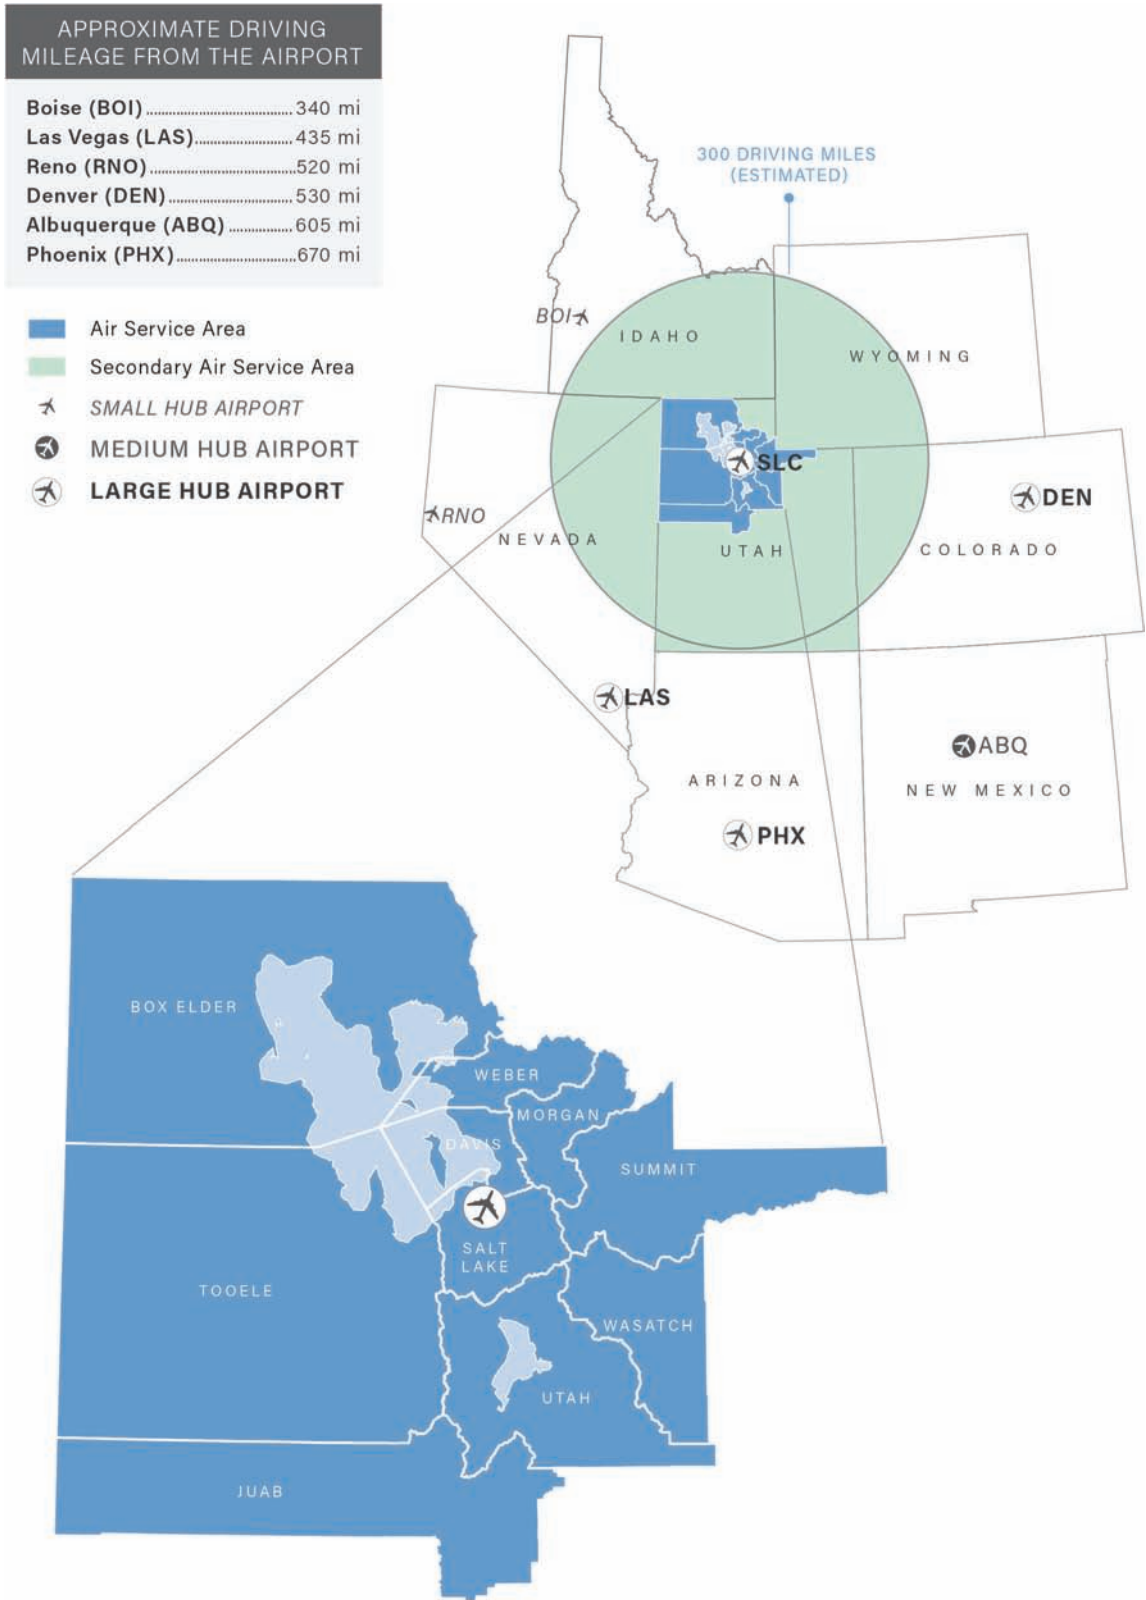 APPROXIMATE DRIVING
MILEAGE FROM THE AIRPORT
Boise (BOI) ..................................... 340 mi
Las Vegas (LAS)......................... 435 mi
Reno (RNO) .....................................520 mi
Denver (DEN) ................................ 530 mi
Albuquerque (ABQ) ................ 605 mi
Phoenix (PHX)..............................670 mi
Air Service Area
Secondary Air Service Area
SMALL HUB AIRPORT
MEDIUM HUB AIRPORT
LARGE HUB AIRPORT
300 DRIVING MILES
(ESTIMATED)
BOI
IDAHO
WYOMING
SLC
DEN
RNO
NEVADA
UTAH
COLORADO
LAS
ABQ
ARIZONA
NEW MEXICO
PHX
BOX ELDER
WEBER
MORGAN
DAVIS
SUMMIT
SALT
LAKE
TOOELE
WASATCH
UTAH
JUAB